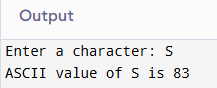 Output
Enter a character: S
ASCII value of S is 83